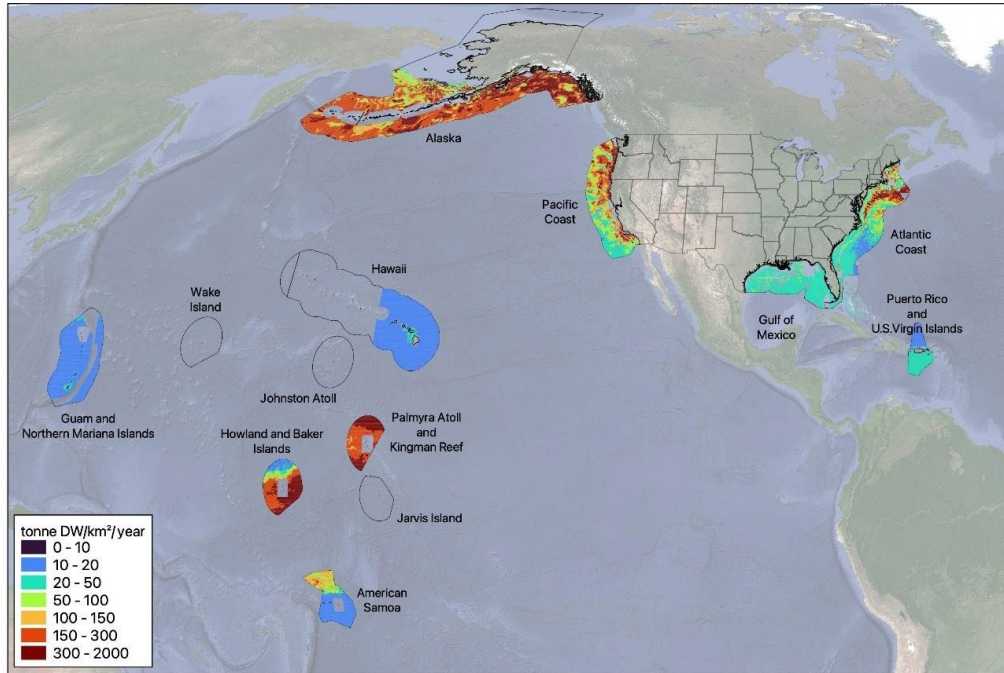 Alaska
Pacific
Coast
Atlantic
Coast
Hawaii
Wake
Island
Puerto Rico
and
U.S.Virgin Islands
Gulf of
Mexico
Johnston Atoll
Guam and
Northern Mariana Islands
Howland and Baker
Islands
Palmyra Atoll
and
Kingman Reef
Jarvis Island
American
Samoa
tonne DW/km²/year
0 - 10
10 - 20
20 - 50
50 - 100
100 - 150
150 - 300
300 - 2000